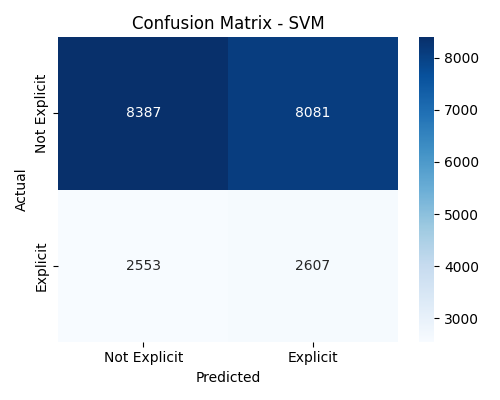 Confusion Matrix - SVM
Actual
Not Explicit
8387 8081
Explicit
2553 2607
Not Explicit Explicit
Predicted
8000
7000
6000
5000
4000
3000